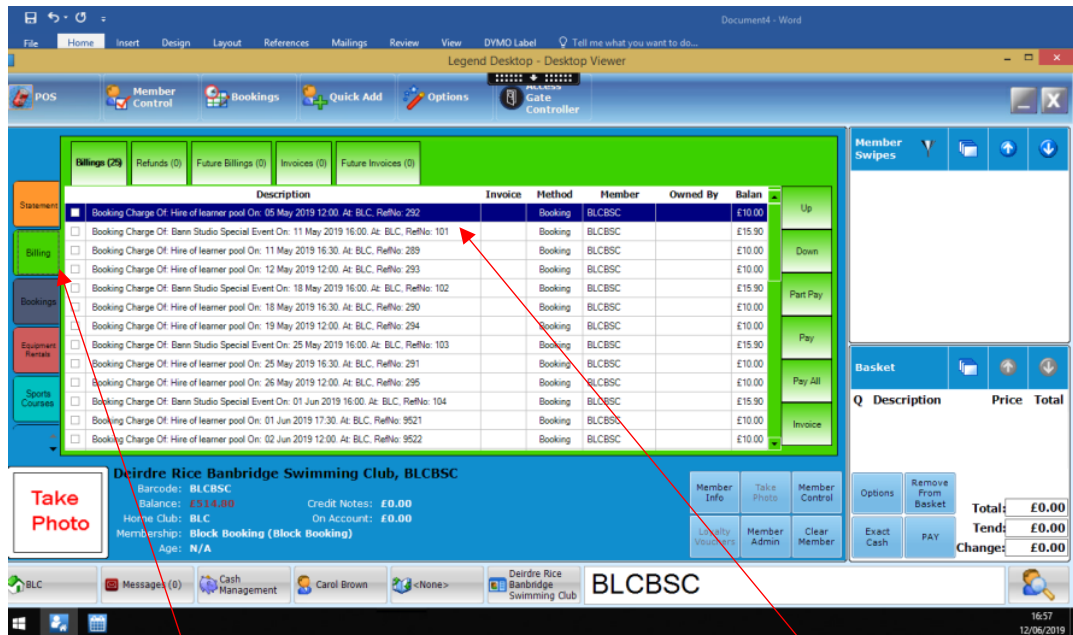 Document4 - Word
File Home Insert Design Layout References Mailings Review View DYMO Label Tell me what you want to do...
Legend Desktop - Desktop Viewer
POS
Member Control
Bookings
Quick Add
Options
Access Gate Controller
Billings (25) Refunds (0) Future Billings (0) Invoices (0) Future Invoices (0)
Statement
Billing
Bookings
Equipment Rentals
Sports Courses
Description Invoice Method Member Owned By Balan
Booking Charge Of: Hire of learner pool On: 05 May 2019 12:00. At: BLC, RefNo: 292 Booking BLCBSC £10.00
Booking Charge Of: Bann Studio Special Event On: 11 May 2019 16:00. At: BLC, RefNo: 101 Booking BLCBSC £15.90
Booking Charge Of: Hire of learner pool On: 11 May 2019 16:30. At: BLC, RefNo: 289 Booking BLCBSC £10.00
Booking Charge Of: Hire of learner pool On: 12 May 2019 12:00. At: BLC, RefNo: 293 Booking BLCBSC £10.00
Booking Charge Of: Bann Studio Special Event On: 18 May 2019 16:00. At: BLC, RefNo: 102 Booking BLCBSC £15.90
Booking Charge Of: Hire of learner pool On: 18 May 2019 16:30. At: BLC, RefNo: 290 Booking BLCBSC £10.00
Booking Charge Of: Hire of learner pool On: 19 May 2019 12:00. At: BLC, RefNo: 294 Booking BLCBSC £10.00
Booking Charge Of: Bann Studio Special Event On: 25 May 2019 16:00. At: BLC, RefNo: 103 Booking BLCBSC £15.90
Booking Charge Of: Hire of learner pool On: 25 May 2019 16:30. At: BLC, RefNo: 291 Booking BLCBSC £10.00
Booking Charge Of: Hire of learner pool On: 26 May 2019 12:00. At: BLC, RefNo: 295 Booking BLCBSC £10.00
Booking Charge Of: Bann Studio Special Event On: 01 Jun 2019 16:00. At: BLC, RefNo: 104 Booking BLCBSC £15.90
Booking Charge Of: Hire of learner pool On: 01 Jun 2019 17:30. At: BLC, RefNo: 9521 Booking BLCBSC £10.00
Booking Charge Of: Hire of learner pool On: 02 Jun 2019 12:00. At: BLC, RefNo: 9522 Booking BLCBSC £10.00
Up
Down
Part Pay
Pay
Pay All
Invoice
Member Swipes
Basket
Q Description Price Total
Options
Remove From Basket
Exact Cash
PAY
Total: £0.00
Tend: £0.00
Change: £0.00
Take Photo
Deirdre Rice Banbridge Swimming Club, BLCBSC
Barcode: BLCBSC
Balance: £514.80 Credit Notes: £0.00
Home Club: BLC On Account: £0.00
Membership: Block Booking (Block Booking)
Age: N/A
Member Info
Take Photo
Member Control
Loyalty Vouchers
Member Admin
Clear Member
BLC
Messages (0)
Cash Management
Carol Brown
<None>
Deirdre Rice Banbridge Swimming Club
BLCBSC
16:57
12/06/2019